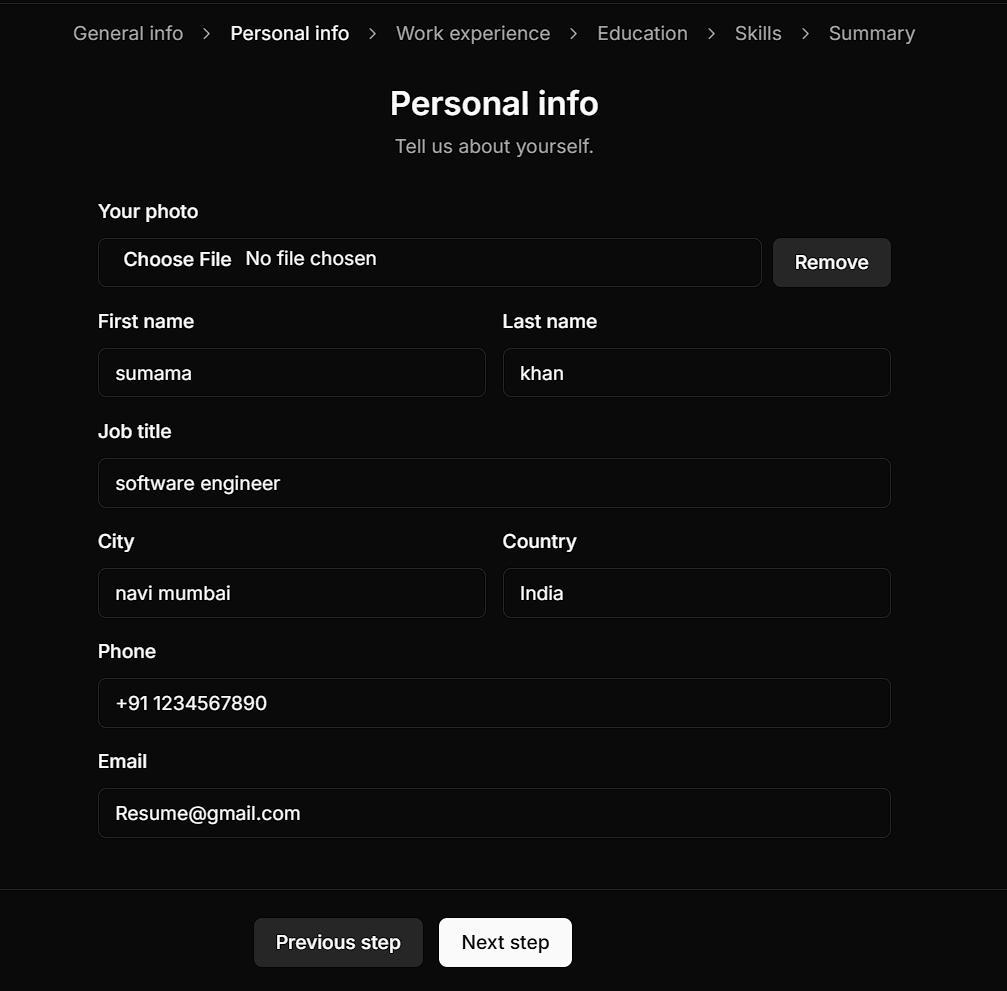 General info > Personal info > Work experience > Education > Skills > Summary
Personal info
Tell us about yourself.
Your photo
Choose File No file chosen Remove
First name Last name
sumama khan
Job title
software engineer
City Country
navi mumbai India
Phone
+91 1234567890
Email
Resume@gmail.com
Previous step Next step